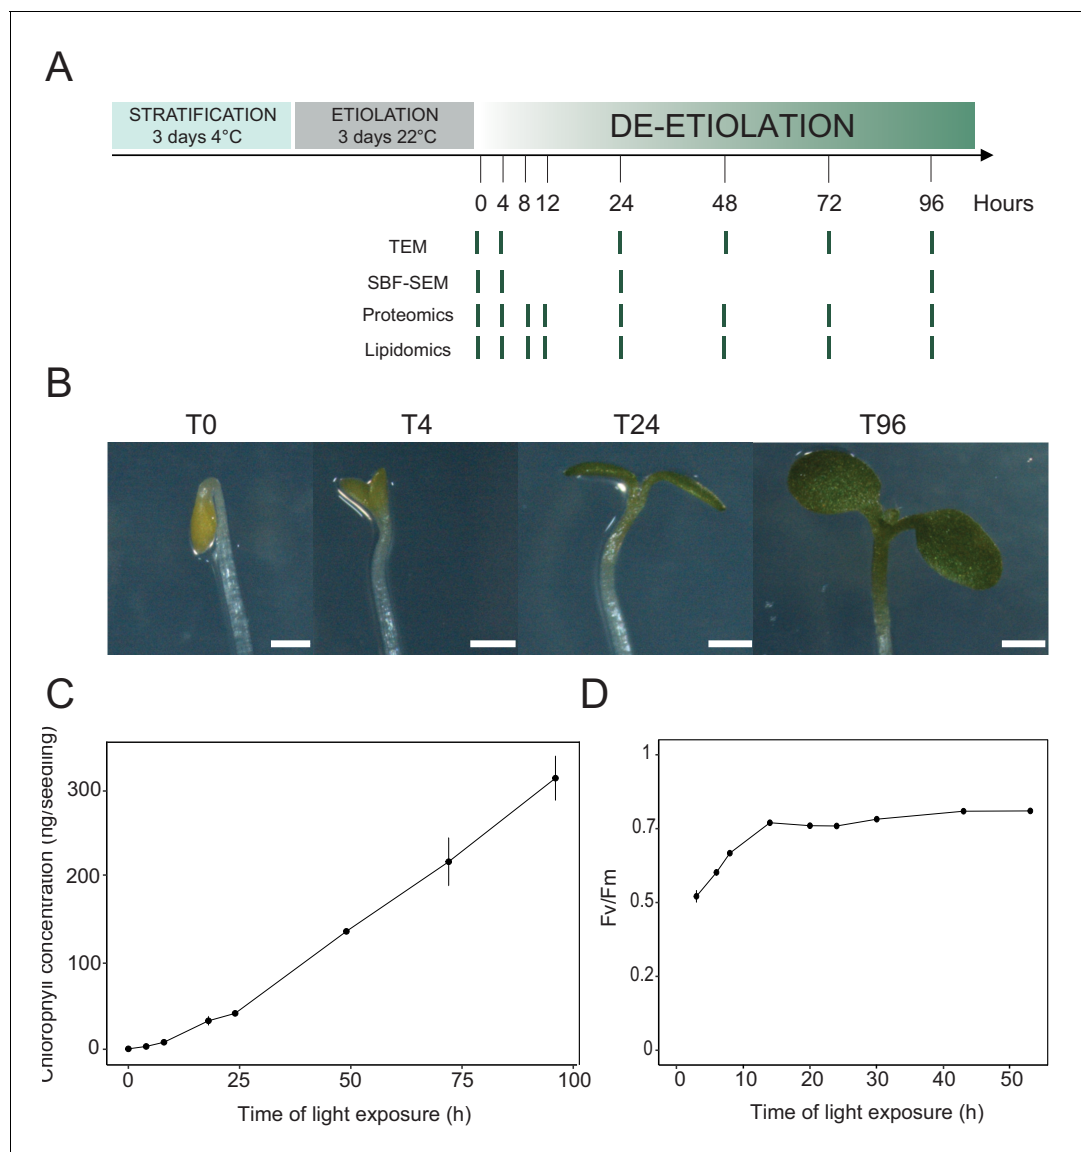 A
STRATIFICATION
3 days 4°C
ETIOLATION
3 days 22°C
DE-ETIOLATION
0 4 8 12 24 48 72 96 Hours
TEM
SBF-SEM
Proteomics
Lipidomics
B
T0 T4 T24 T96
C
Chlorophyll concentration (ng/seedling)
300
200
100
0
0 25 50 75 100
Time of light exposure (h)
D
Fv/Fm
1
0.7
0.5
0.2
0
0 10 20 30 40 50
Time of light exposure (h)